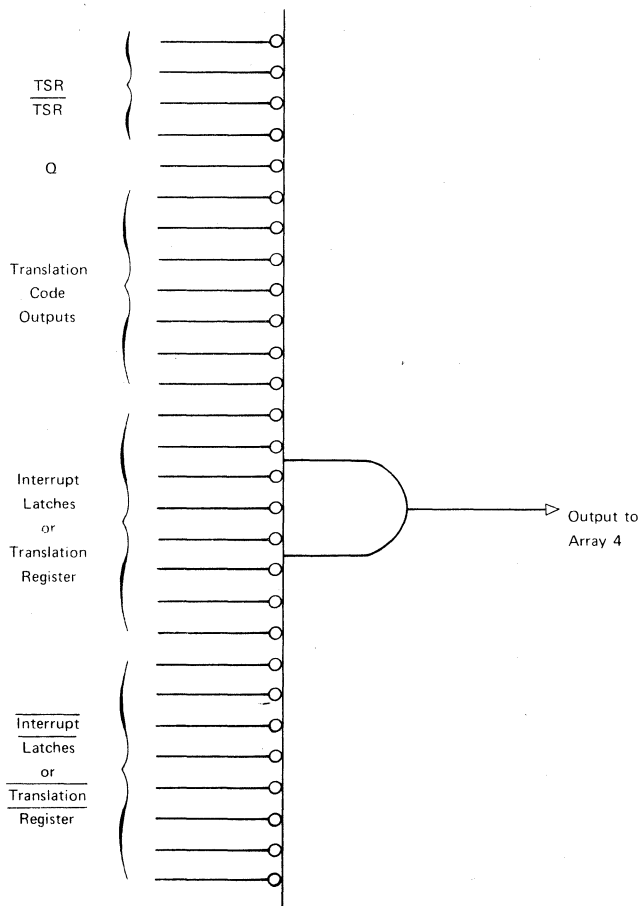 TSR
TSR
Q
Translation
Code
Outputs
Interrupt
Latches
or
Translation
Register
Output to
Array 4
Interrupt
Latches
or
Translation
Register